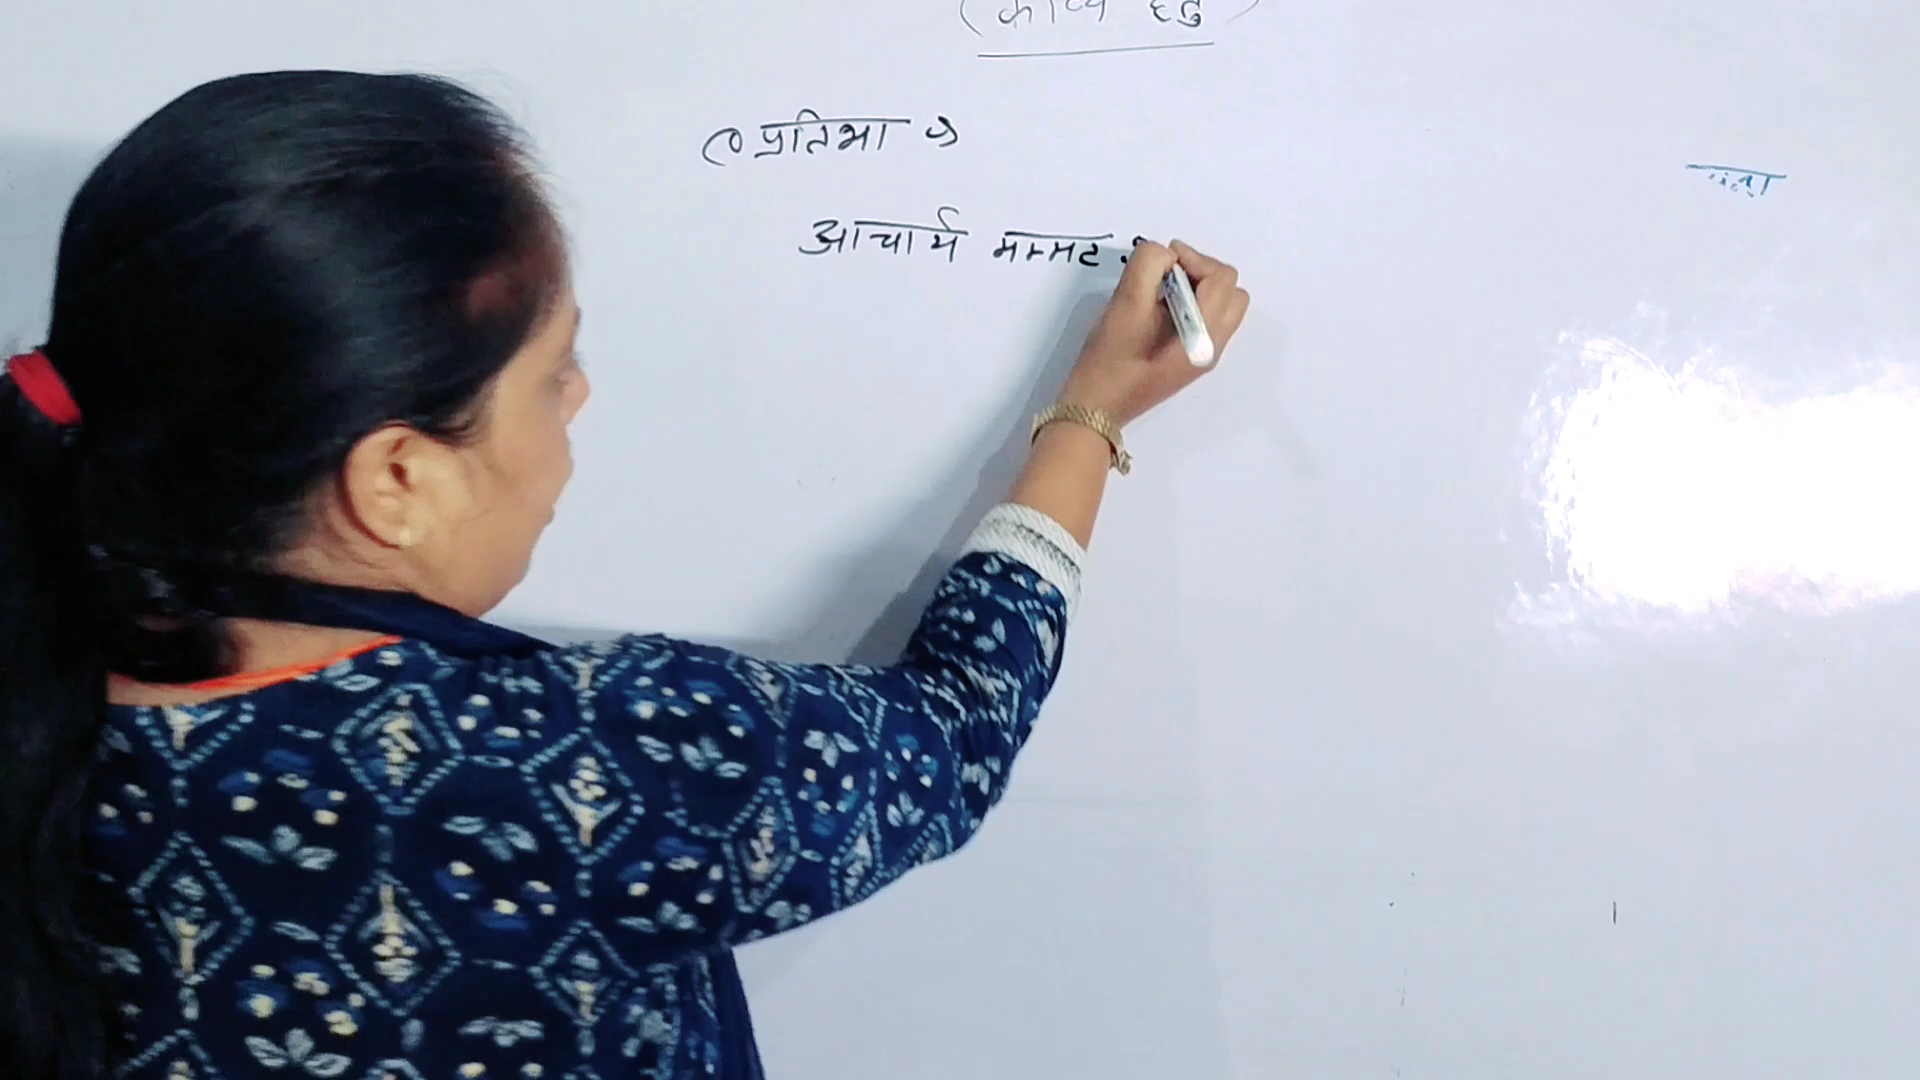 (काव्य हेतु)
प्रतिभा →
आचार्य मम्मट